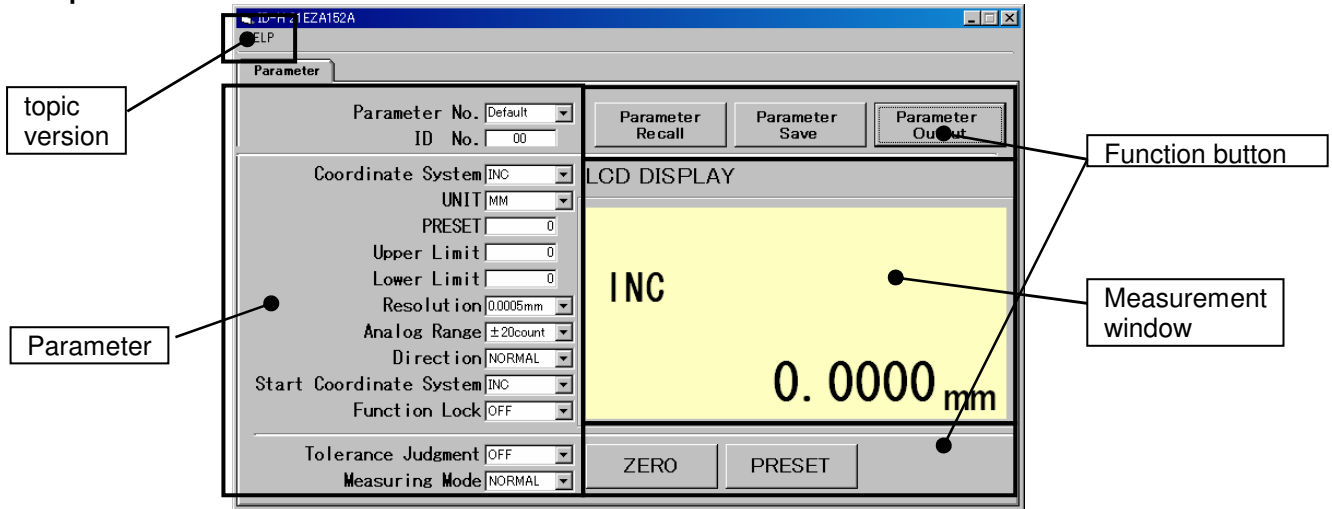 ID-H 21EZA152A
ELP
Parameter
topic
version
Parameter No. Default
ID No. 00
Parameter
Recall
Parameter
Save
Parameter
Function button
Coordinate System INC
UNIT MM
PRESET 0
Upper Limit 0
Lower Limit 0
Resolution 0.0005mm
Analog Range ±20count
Direction NORMAL
Start Coordinate System INC
Function Lock OFF
LCD DISPLAY
INC
0.0000 mm
Measurement
window
Parameter
Tolerance Judgment OFF
Measuring Mode NORMAL
ZERO
PRESET